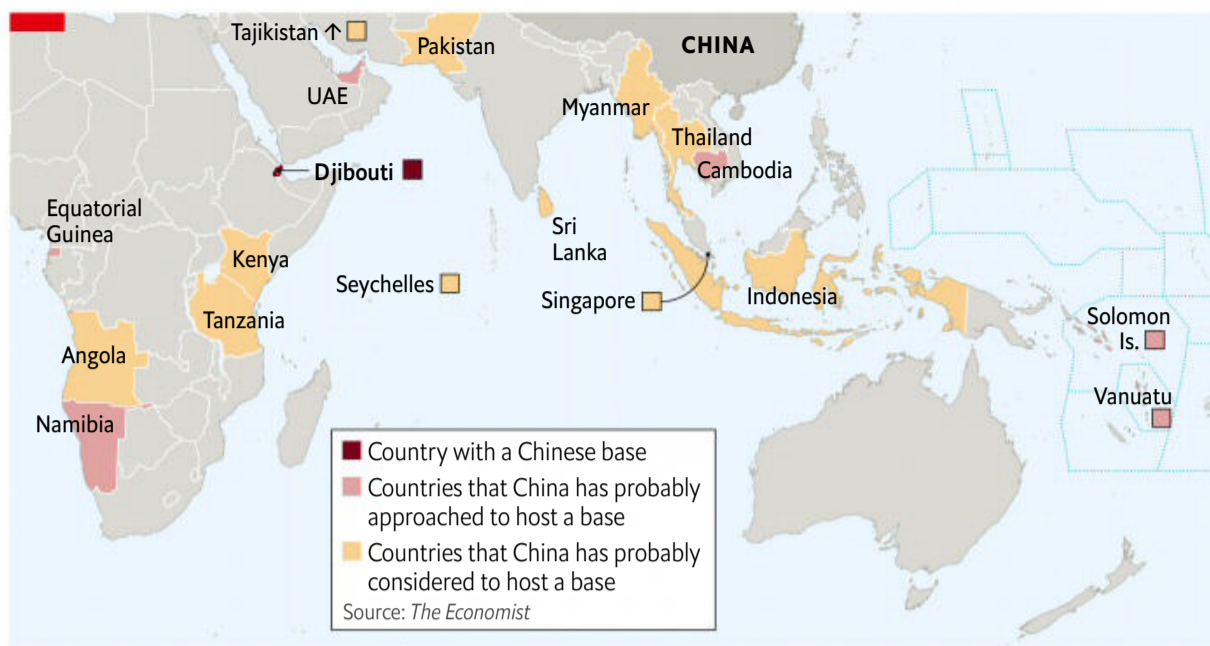 Tajikistan ↑
Pakistan
CHINA
UAE
Myanmar
Thailand
Cambodia
Djibouti
Equatorial
Guinea
Sri
Lanka
Kenya
Seychelles
Singapore
Indonesia
Tanzania
Solomon
Is.
Angola
Vanuatu
Namibia
Country with a Chinese base
Countries that China has probably
approached to host a base
Countries that China has probably
considered to host a base
Source: The Economist